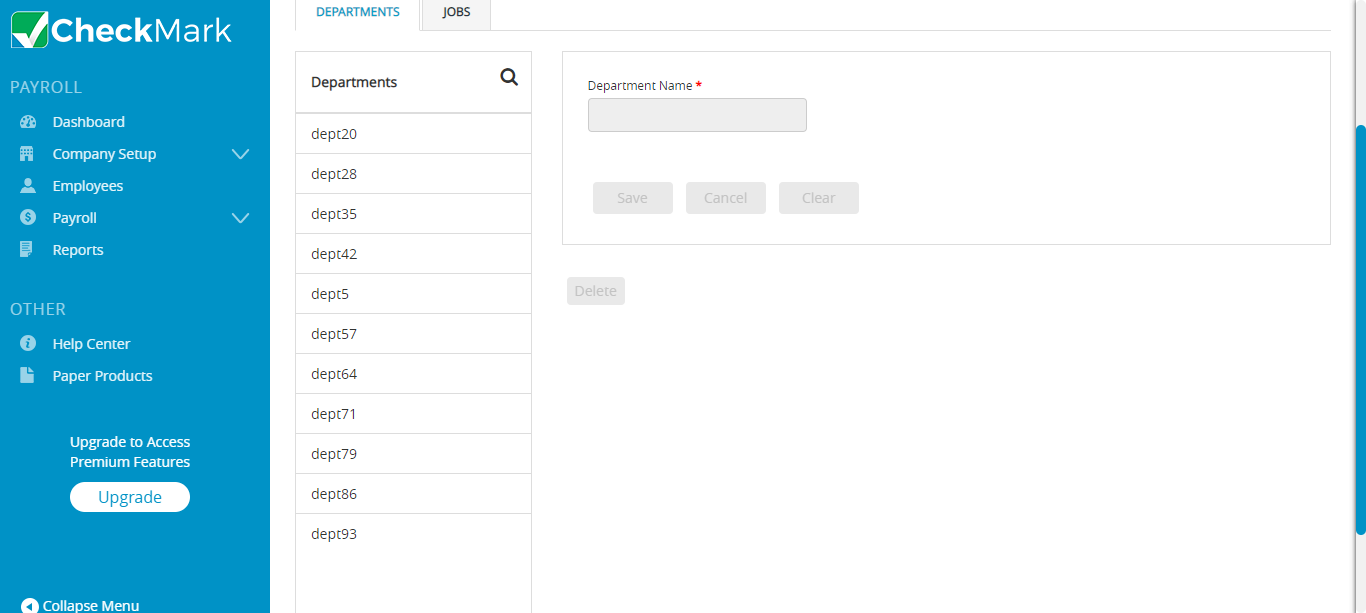 CheckMark
PAYROLL
Dashboard
Company Setup
Employees
Payroll
Reports
OTHER
Help Center
Paper Products
Upgrade to Access
Premium Features
Upgrade
Collapse Menu
DEPARTMENTS JOBS
Departments
dept20
dept28
dept35
dept42
dept5
dept57
dept64
dept71
dept79
dept86
dept93
Department Name *
Save Cancel Clear
Delete